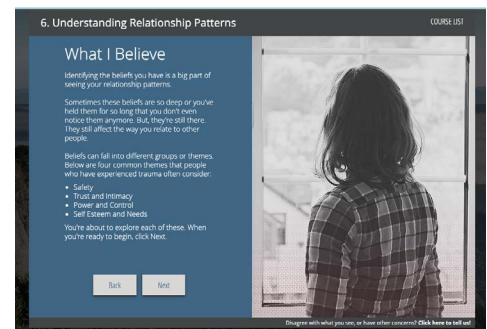 6. Understanding Relationship Patterns
COURSE LIST
What I Believe
Identifying the beliefs you have is a big part of
seeing your relationship patterns.
Sometimes these beliefs are so deep or you've
held them for so long that you don't even
notice them anymore. But, they're still there.
They still affect the way you relate to other
people.
Beliefs can fall into different groups or themes.
Below are four common themes that people
who have experienced trauma often consider:
• Safety
• Trust and Intimacy
• Power and Control
• Self Esteem and Needs
You're about to explore each of these. When
you're ready to begin, click Next.
Back
Next
Disagree with what you see, or have other concerns? Click here to tell us!